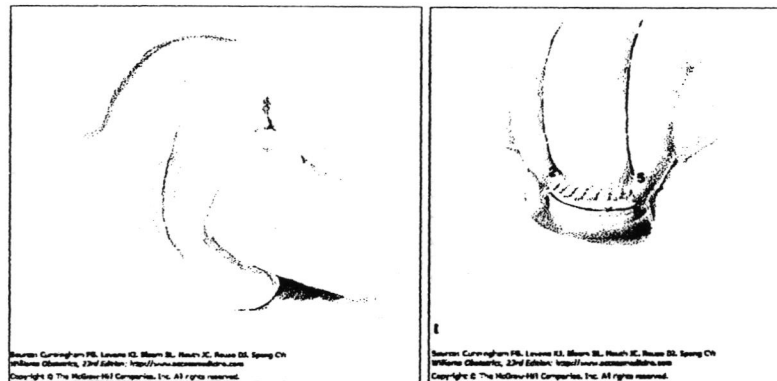 Source: Cunningham FG, Leveno KJ, Bloom SL, Hauth JC, Rouse DJ, Spong CY:
Williams Obstetrics, 23rd Edition: http://www.accessmedicine.com
Copyright © The McGraw-Hill Companies, Inc. All rights reserved.
2
5
Source: Cunningham FG, Leveno KJ, Bloom SL, Hauth JC, Rouse DJ, Spong CY:
Williams Obstetrics, 23rd Edition: http://www.accessmedicine.com
Copyright © The McGraw-Hill Companies, Inc. All rights reserved.